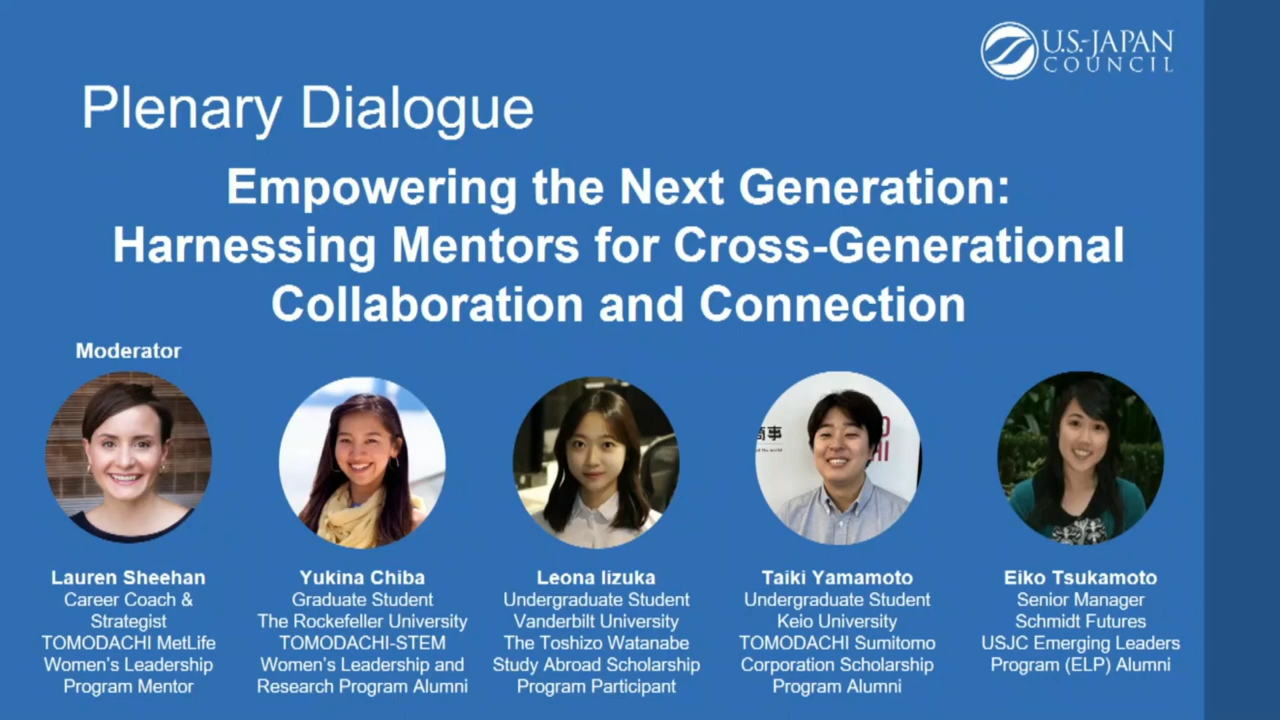 U.S.-JAPAN
COUNCIL
Plenary Dialogue
Empowering the Next Generation:
Harnessing Mentors for Cross-Generational
Collaboration and Connection
Moderator
商事
Lauren Sheehan
Career Coach &
Strategist
TOMODACHI MetLife
Women's Leadership
Program Mentor
Yukina Chiba
Graduate Student
The Rockefeller University
TOMODACHI-STEM
Women's Leadership and
Research Program Alumni
Leona Iizuka
Undergraduate Student
Vanderbilt University
The Toshizo Watanabe
Study Abroad Scholarship
Program Participant
Taiki Yamamoto
Undergraduate Student
Keio University
TOMODACHI Sumitomo
Corporation Scholarship
Program Alumni
Eiko Tsukamoto
Senior Manager
Schmidt Futures
USJC Emerging Leaders
Program (ELP) Alumni